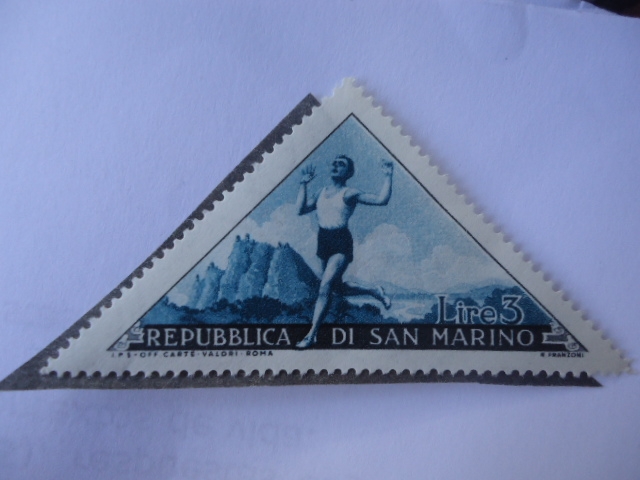 Lire 3
REPUBBLICA DI SAN MARINO
I.P.S-OFF. CARTE-VALORI-ROMA R. FRANZONI